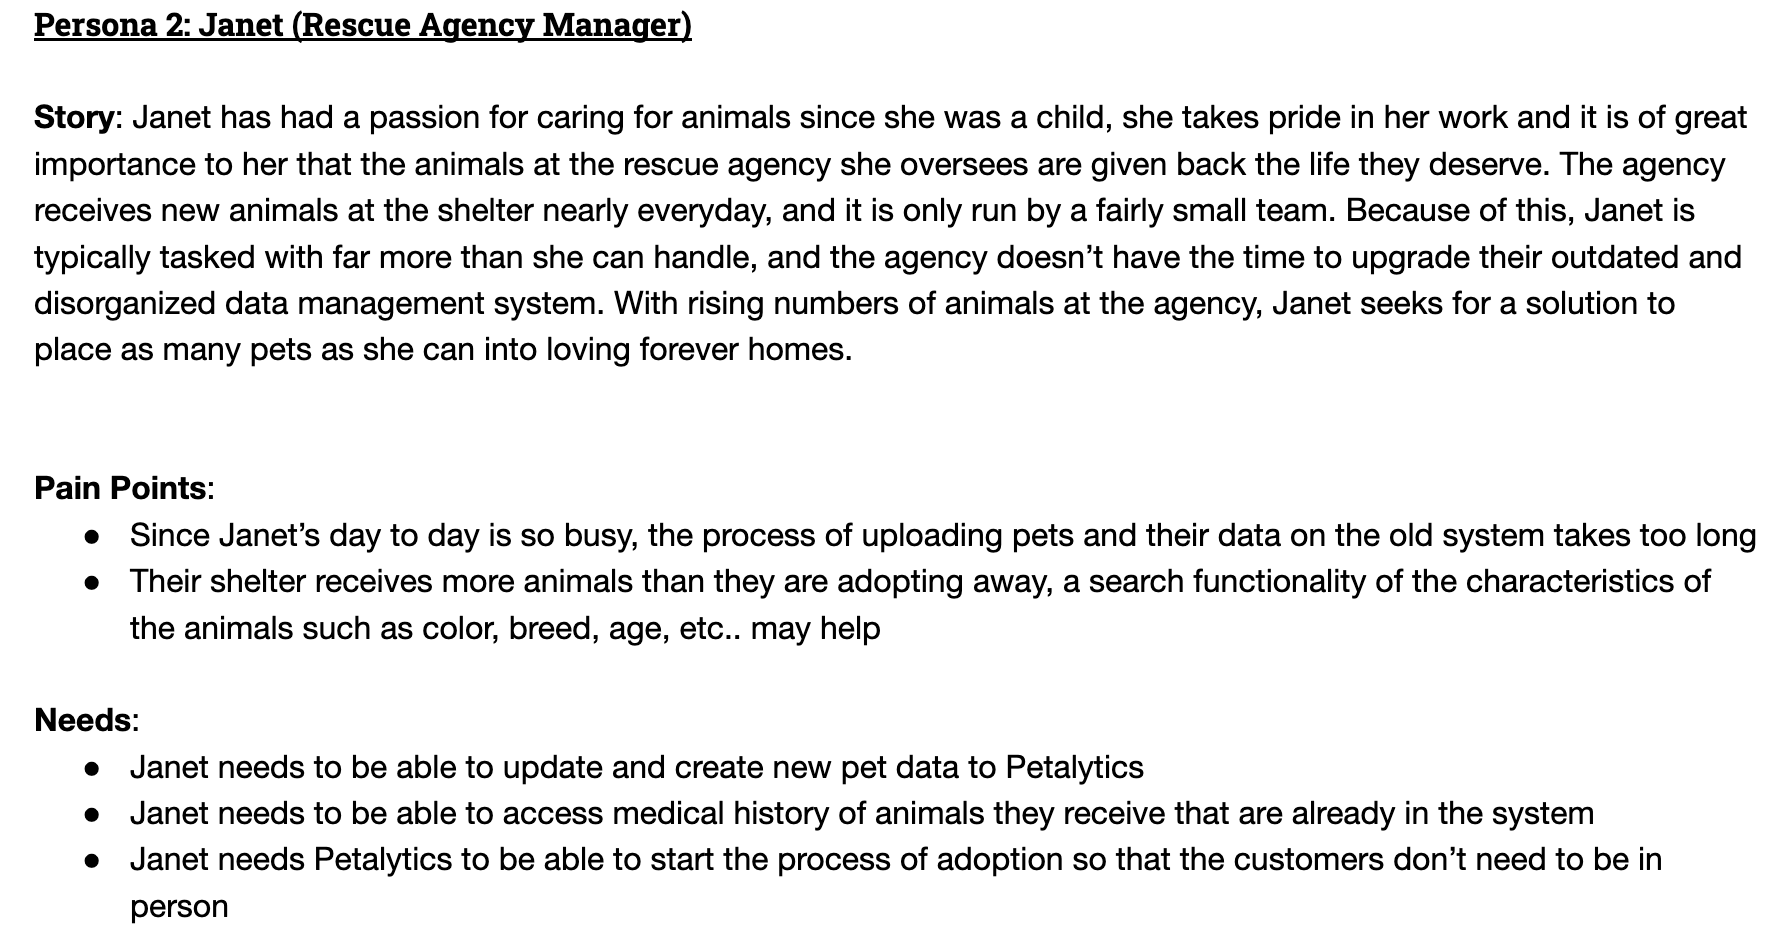 Persona 2: Janet (Rescue Agency Manager)
Story: Janet has had a passion for caring for animals since she was a child, she takes pride in her work and it is of great
importance to her that the animals at the rescue agency she oversees are given back the life they deserve. The agency
receives new animals at the shelter nearly everyday, and it is only run by a fairly small team. Because of this, Janet is
typically tasked with far more than she can handle, and the agency doesn’t have the time to upgrade their outdated and
disorganized data management system. With rising numbers of animals at the agency, Janet seeks for a solution to
place as many pets as she can into loving forever homes.
Pain Points:
● Since Janet’s day to day is so busy, the process of uploading pets and their data on the old system takes too long
● Their shelter receives more animals than they are adopting away, a search functionality of the characteristics of
the animals such as color, breed, age, etc.. may help
Needs:
● Janet needs to be able to update and create new pet data to Petalytics
● Janet needs to be able to access medical history of animals they receive that are already in the system
● Janet needs Petalytics to be able to start the process of adoption so that the customers don’t need to be in
person